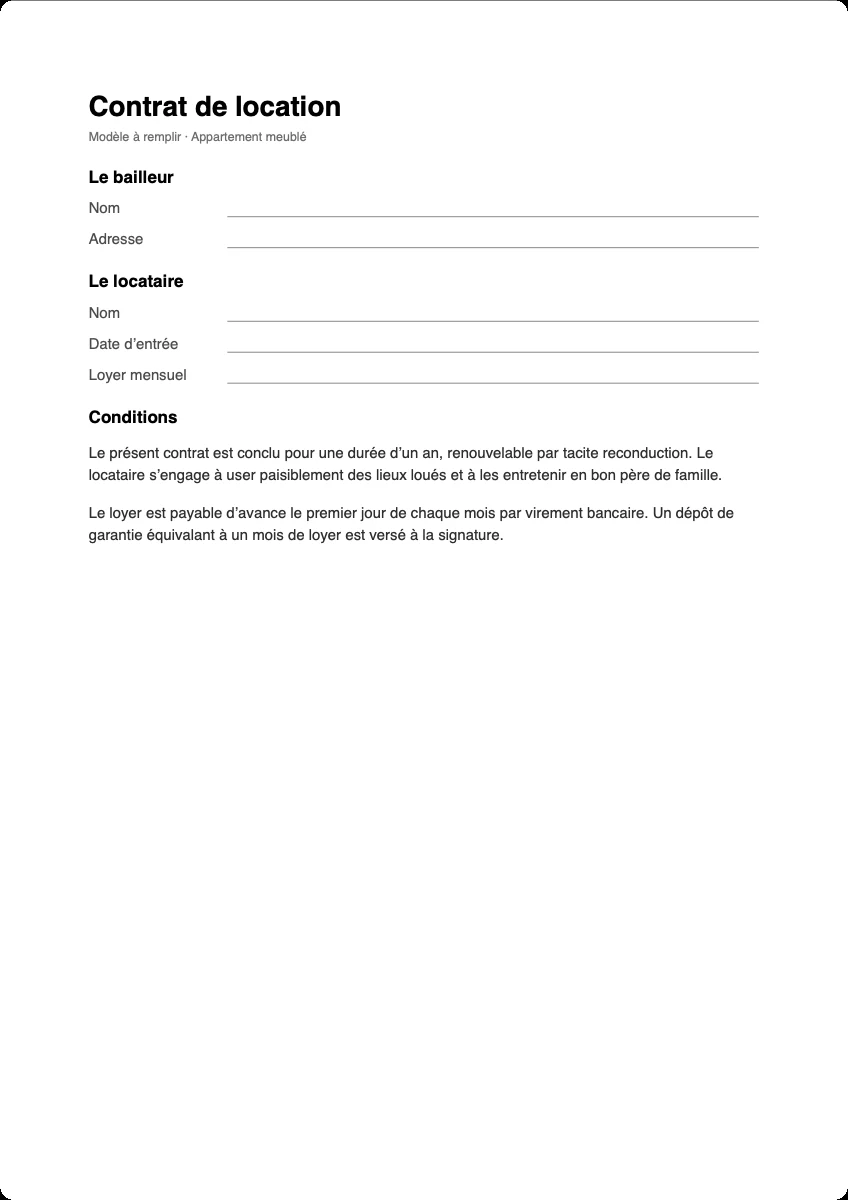 Contrat de location
Modèle à remplir · Appartement meublé
Le bailleur
Nom
Adresse
Le locataire
Nom
Date d’entrée
Loyer mensuel
Conditions
Le présent contrat est conclu pour une durée d’un an, renouvelable par tacite reconduction. Le
locataire s’engage à user paisiblement des lieux loués et à les entretenir en bon père de famille.
Le loyer est payable d’avance le premier jour de chaque mois par virement bancaire. Un dépôt de
garantie équivalant à un mois de loyer est versé à la signature.